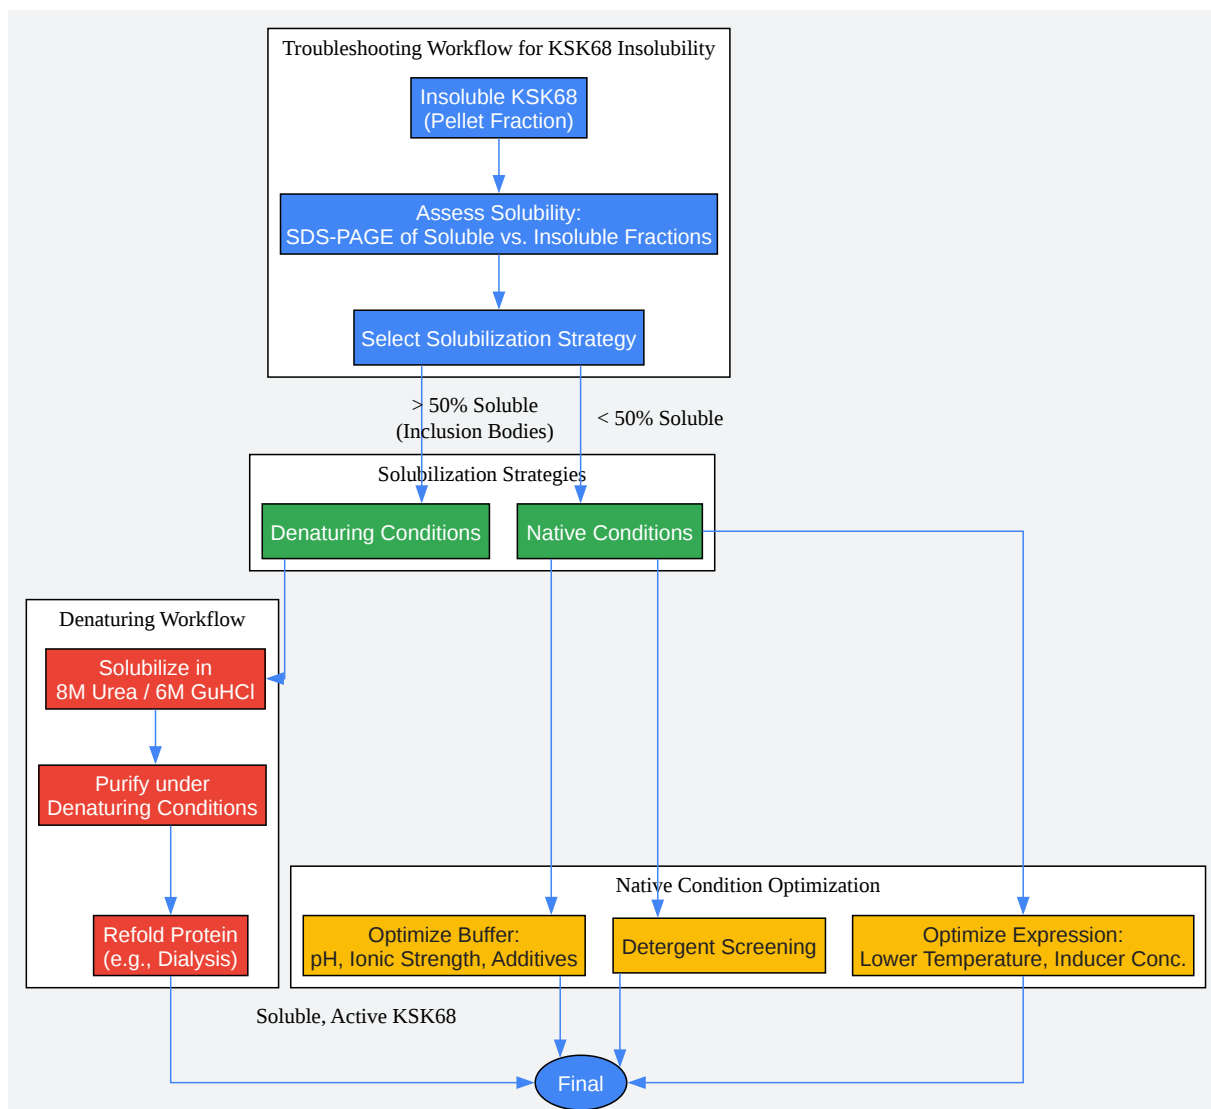 Troubleshooting Workflow for KSK68 Insolubility
Insoluble KSK68
(Pellet Fraction)
Assess Solubility:
SDS-PAGE of Soluble vs. Insoluble Fractions
Select Solubilization Strategy
> 50% Soluble
(Inclusion Bodies)
< 50% Soluble
Solubilization Strategies
Denaturing Conditions
Native Conditions
Denaturing Workflow
Solubilize in
8M Urea / 6M GuHCl
Purify under
Denaturing Conditions
Refold Protein
(e.g., Dialysis)
Native Condition Optimization
Optimize Buffer:
pH, Ionic Strength, Additives
Detergent Screening
Optimize Expression:
Lower Temperature, Inducer Conc.
Soluble, Active KSK68
Final